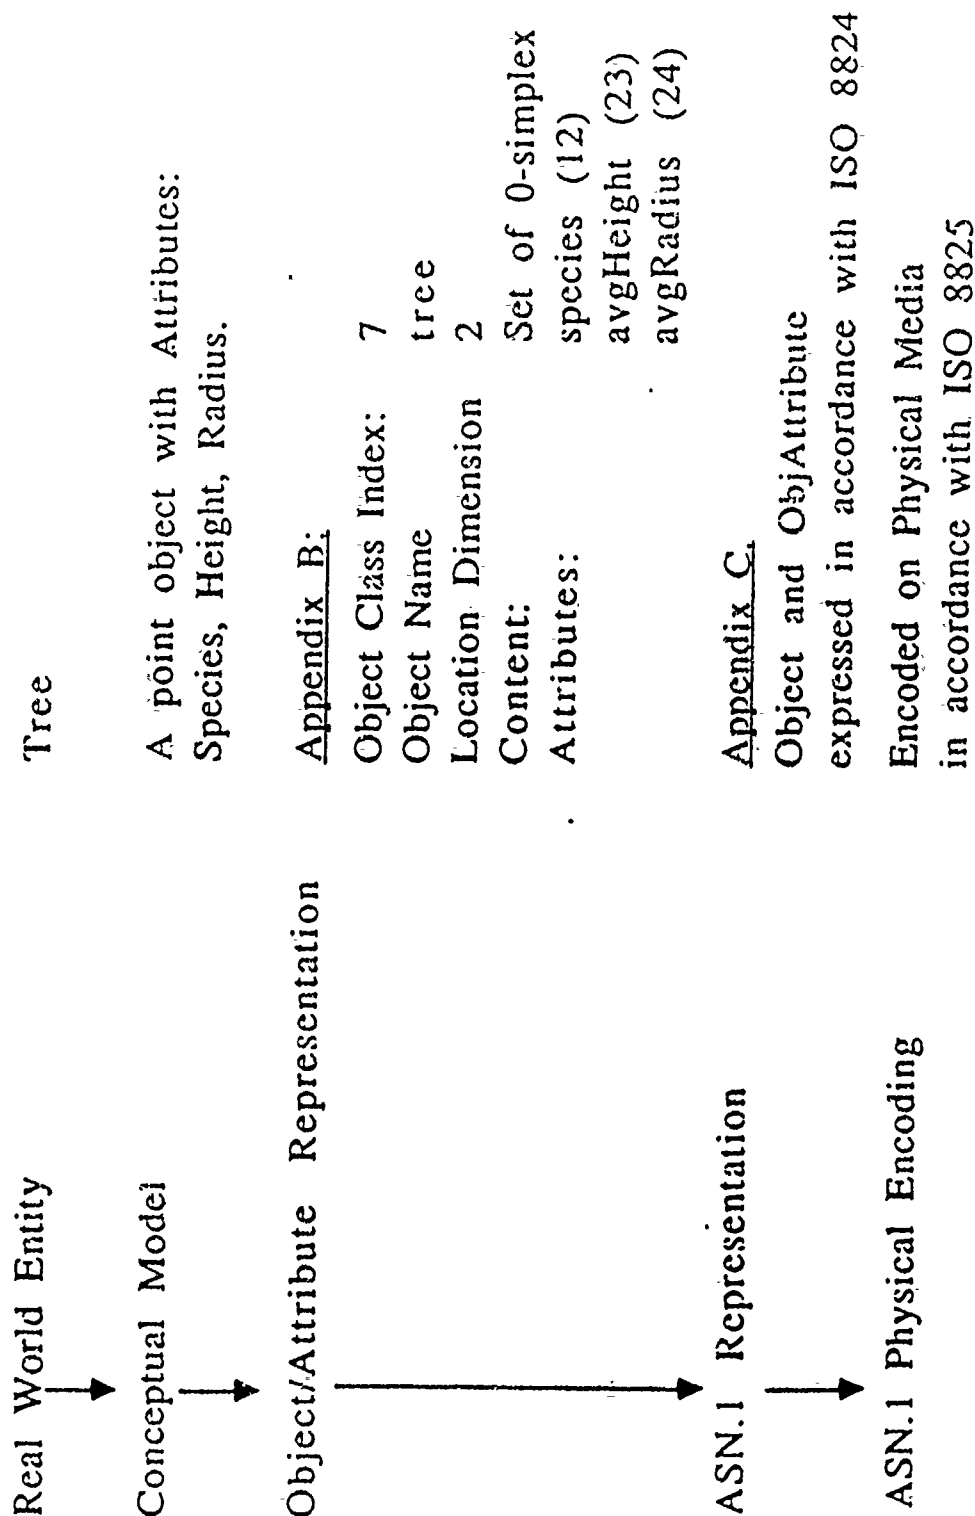 Real World Entity
Tree
Conceptual Model
A point object with Attributes:
Species, Height, Radius.
Object/Attribute Representation
Appendix B:
Object Class Index: 7
Object Name tree
Location Dimension 2
Content: Set of 0-simplex
Attributes: species (12)
avgHeight (23)
avgRadius (24)
ASN.1 Representation
Appendix C.
Object and ObjAttribute
expressed in accordance with ISO 8824
ASN.1 Physical Encoding
Encoded on Physical Media
in accordance with ISO 8825